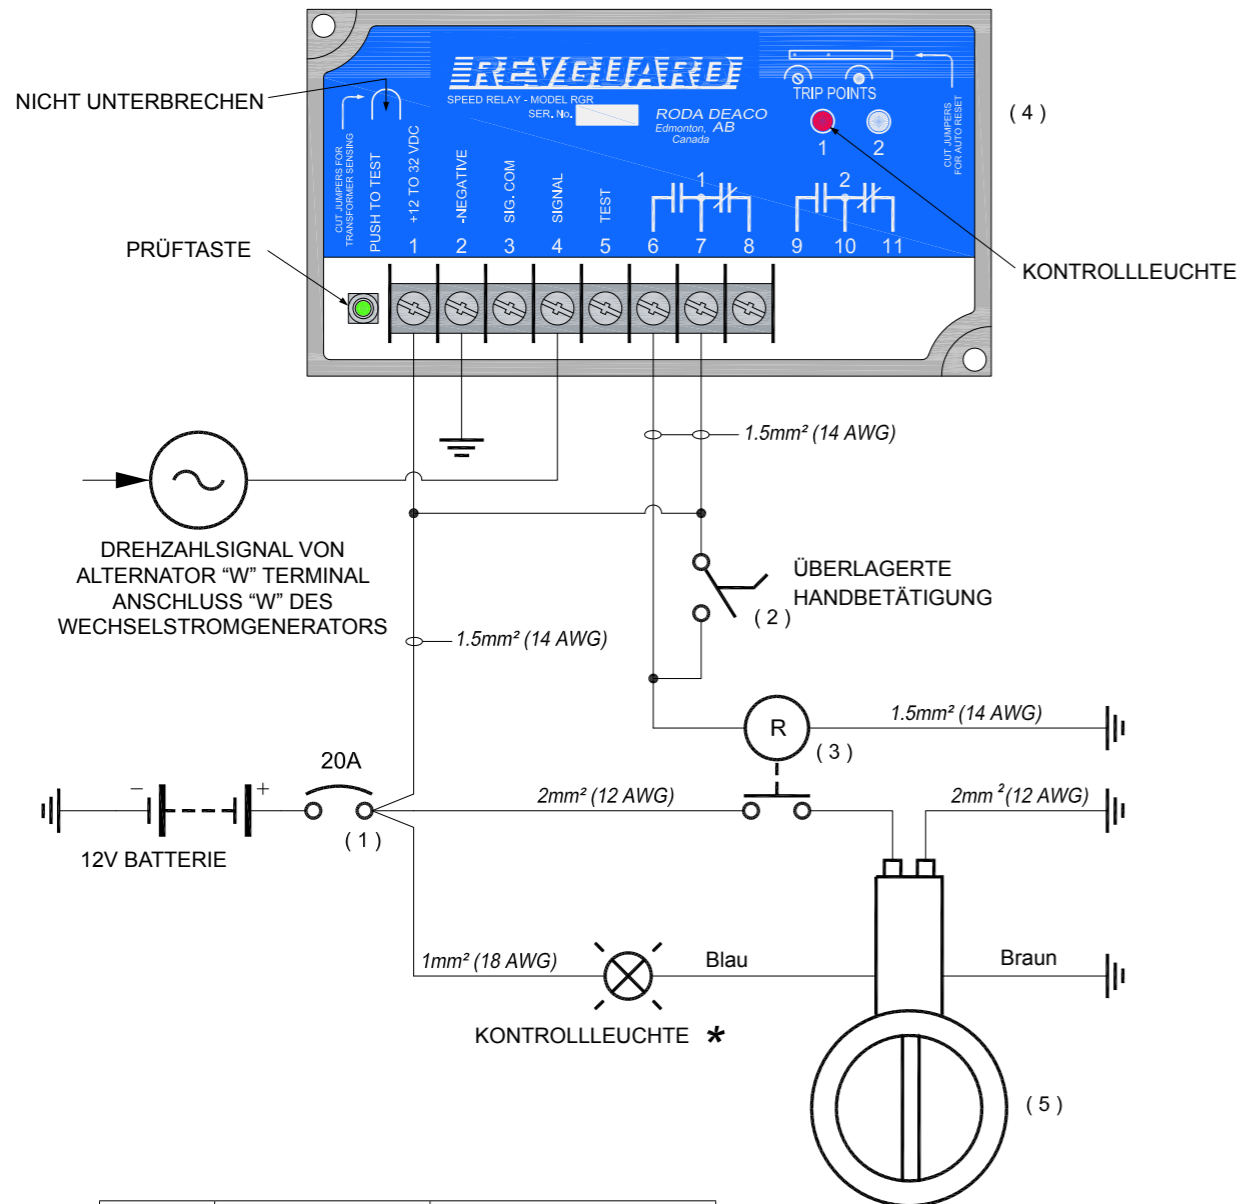 REVGUARD
SPEED RELAY - MODEL RGR
SER. No.
RODA DEACO
Edmonton, AB
Canada
TRIP POINTS
1 2
CUT JUMPERS
FOR AUTO RESET
( 4 )
NICHT UNTERBRECHEN
CUT JUMPERS FOR
TRANSFORMER SENSING
PUSH TO TEST
+12 TO 32 VDC
-NEGATIVE
SIG. COM
SIGNAL
TEST
1
2
1 2 3 4 5 6 7 8 9 10 11
PRÜFTASTE
KONTROLLLEUCHTE
1.5mm² (14 AWG)
DREHZAHLSIGNAL VON
ALTERNATOR “W” TERMINAL
ANSCHLUSS “W” DES
WECHSELSTROMGENERATORS
ÜBERLAGERTE
HANDBETÄTIGUNG
( 2 )
1.5mm² (14 AWG)
R
( 3 )
1.5mm² (14 AWG)
20A
( 1 )
− +
12V BATTERIE
2mm² (12 AWG)
2mm² (12 AWG)
1mm² (18 AWG)
Blau
Braun
KONTROLLLEUCHTE *
( 5 )